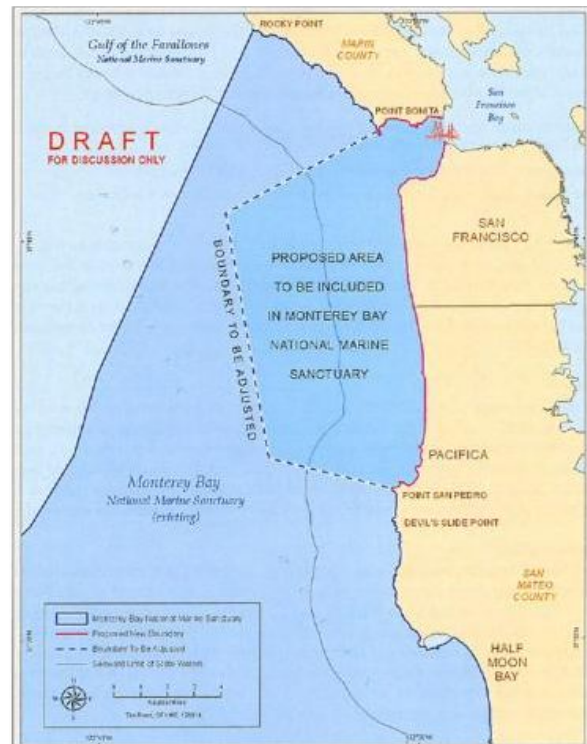 ROCKY POINT
Gulf of the Farallones
National Marine Sanctuary
MARIN
COUNTY
POINT BONITA
San
Francisco
Bay
DRAFT
FOR DISCUSSION ONLY
SAN
FRANCISCO
PROPOSED AREA
TO BE INCLUDED
IN MONTEREY BAY
NATIONAL MARINE
SANCTUARY
BOUNDARY TO BE ADJUSTED
PACIFICA
Monterey Bay
National Marine Sanctuary
(existing)
POINT SAN PEDRO
DEVIL'S SLIDE POINT
SAN
MATEO
COUNTY
HALF
MOON
BAY
Monterey Bay National Marine Sanctuary
Proposed New Boundary
Boundary To Be Adjusted
Seaward Limit of State Waters